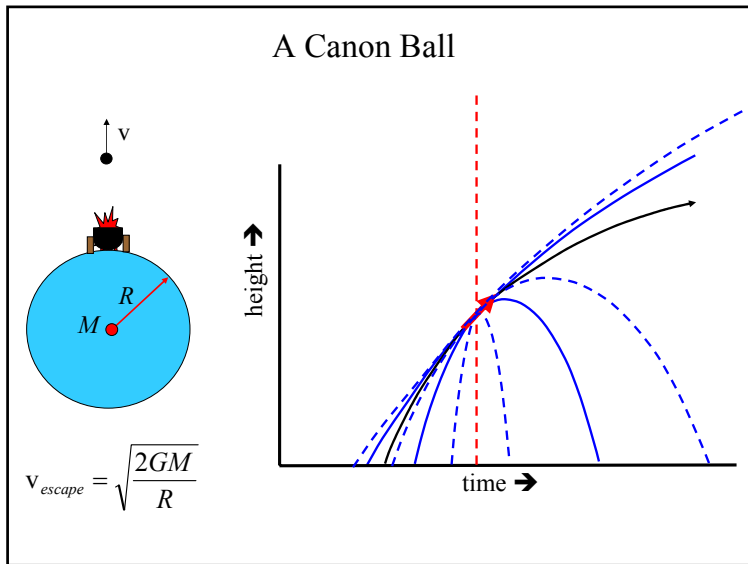 A Canon Ball
v
R
M
height ➔
time ➔
v_escape = √(2GM/R)